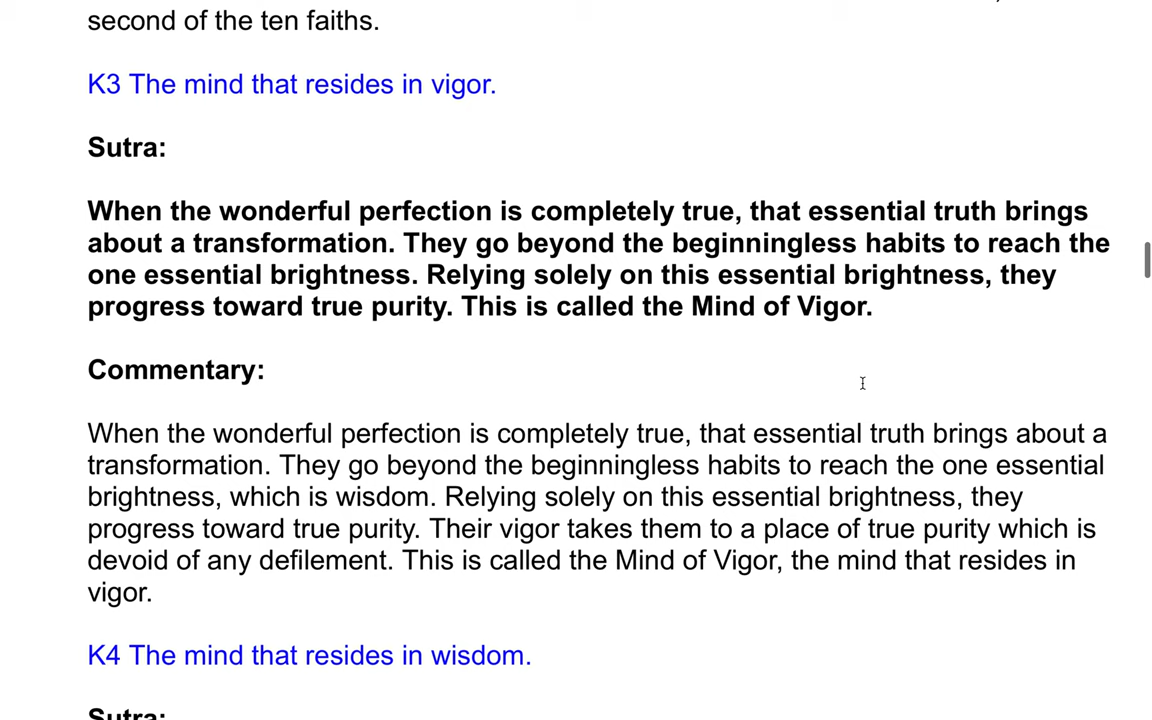 second of the ten faiths.
K3 The mind that resides in vigor.
Sutra:
When the wonderful perfection is completely true, that essential truth brings
about a transformation. They go beyond the beginningless habits to reach the
one essential brightness. Relying solely on this essential brightness, they
progress toward true purity. This is called the Mind of Vigor.
Commentary:
When the wonderful perfection is completely true, that essential truth brings about a
transformation. They go beyond the beginningless habits to reach the one essential
brightness, which is wisdom. Relying solely on this essential brightness, they
progress toward true purity. Their vigor takes them to a place of true purity which is
devoid of any defilement. This is called the Mind of Vigor, the mind that resides in
vigor.
K4 The mind that resides in wisdom.
Sutra: